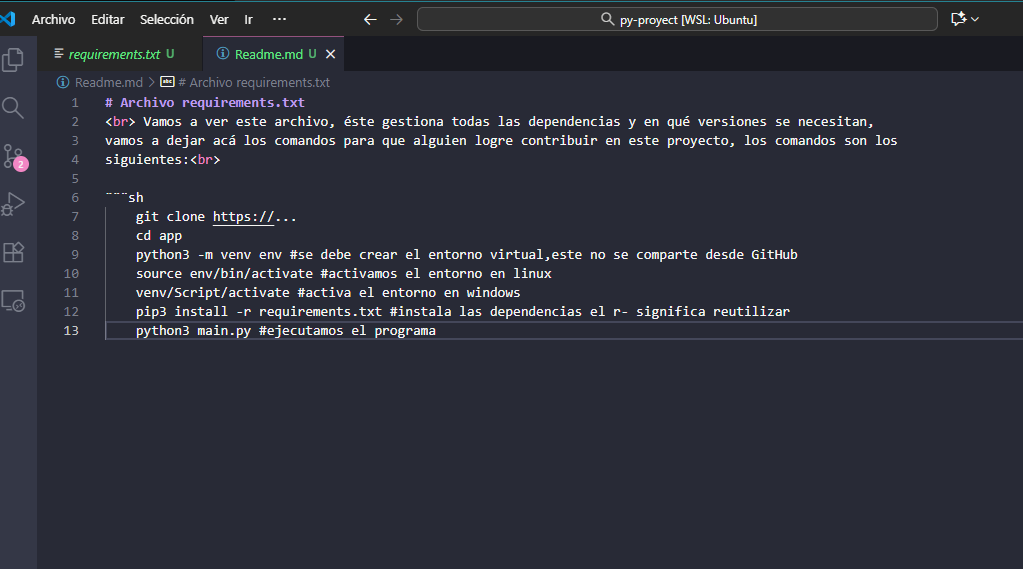 Archivo Editar Selección Ver Ir ··· ← → py-proyect [WSL: Ubuntu]
requirements.txt U Readme.md U ×
Readme.md > # Archivo requirements.txt
1 # Archivo requirements.txt
2 <br> Vamos a ver este archivo, éste gestiona todas las dependencias y en qué versiones se necesitan,
3 vamos a dejar acá los comandos para que alguien logre contribuir en este proyecto, los comandos son los
4 siguientes:<br>
5
6 ```sh
7 git clone https://...
8 cd app
9 python3 -m venv env #se debe crear el entorno virtual,este no se comparte desde GitHub
10 source env/bin/activate #activamos el entorno en linux
11 venv/Script/activate #activa el entorno en windows
12 pip3 install -r requirements.txt #instala las dependencias el r- significa reutilizar
13 python3 main.py #ejecutamos el programa
2